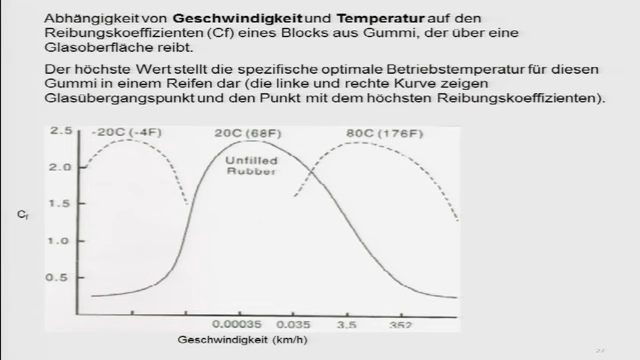 Abhängigkeit von Geschwindigkeit und Temperatur auf den
Reibungskoeffizienten (Cf) eines Blocks aus Gummi, der über eine
Glasoberfläche reibt.
Der höchste Wert stellt die spezifische optimale Betriebstemperatur für diesen
Gummi in einem Reifen dar (die linke und rechte Kurve zeigen
Glasübergangspunkt und den Punkt mit dem höchsten Reibungskoeffizienten).
2.5 -20C (-4F) 20C (68F) 80C (176F)
Unfilled
Rubber
2.0
1.5
Cf
1.0
0.5
0.00035 0.035 3.5 352
Geschwindigkeit (km/h)